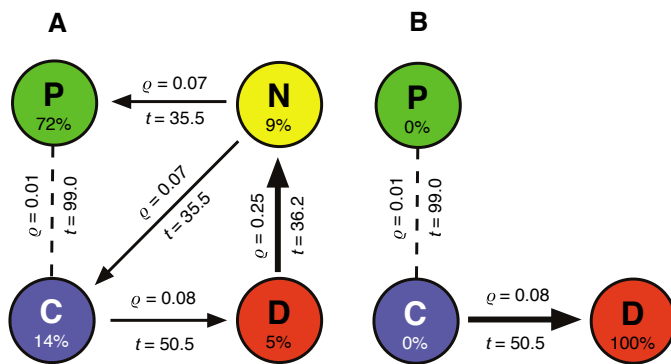 A
P
72%
ϱ = 0.07
t = 35.5
N
9%
ϱ = 0.01
t = 99.0
ϱ = 0.07
t = 35.5
ϱ = 0.25
t = 36.2
C
14%
ϱ = 0.08
t = 50.5
D
5%
B
P
0%
ϱ = 0.01
t = 99.0
C
0%
ϱ = 0.08
t = 50.5
D
100%